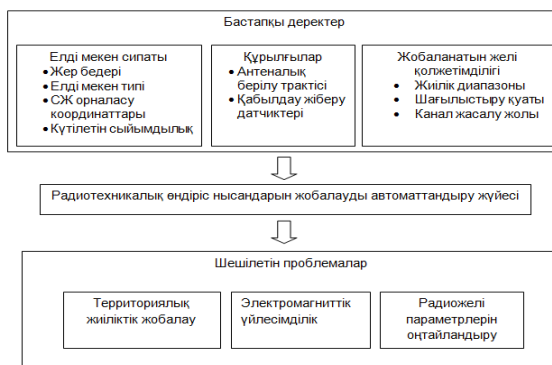 Бастапқы деректер
Елді мекен сипаты
• Жер бедері
• Елді мекен типі
• СЖ орналасу
координаттары
• Күтілетін сыйымдылық
Құрылғылар
• Антеналық
берілу трактісі
• Қабылдау жіберу
датчиктері
Жобаланатын желі
қолжетімділігі
• Жиілік диапазоны
• Шағылыстыру қуаты
• Канал жасалу жолы
Радиотехникалық өндіріс нысандарын жобалауды автоматтандыру жүйесі
Шешілетін проблемалар
Территориялық
жиіліктік жобалау
Электромагниттік
үйлесімділік
Радиожелі
параметрлерін
оңтайландыру